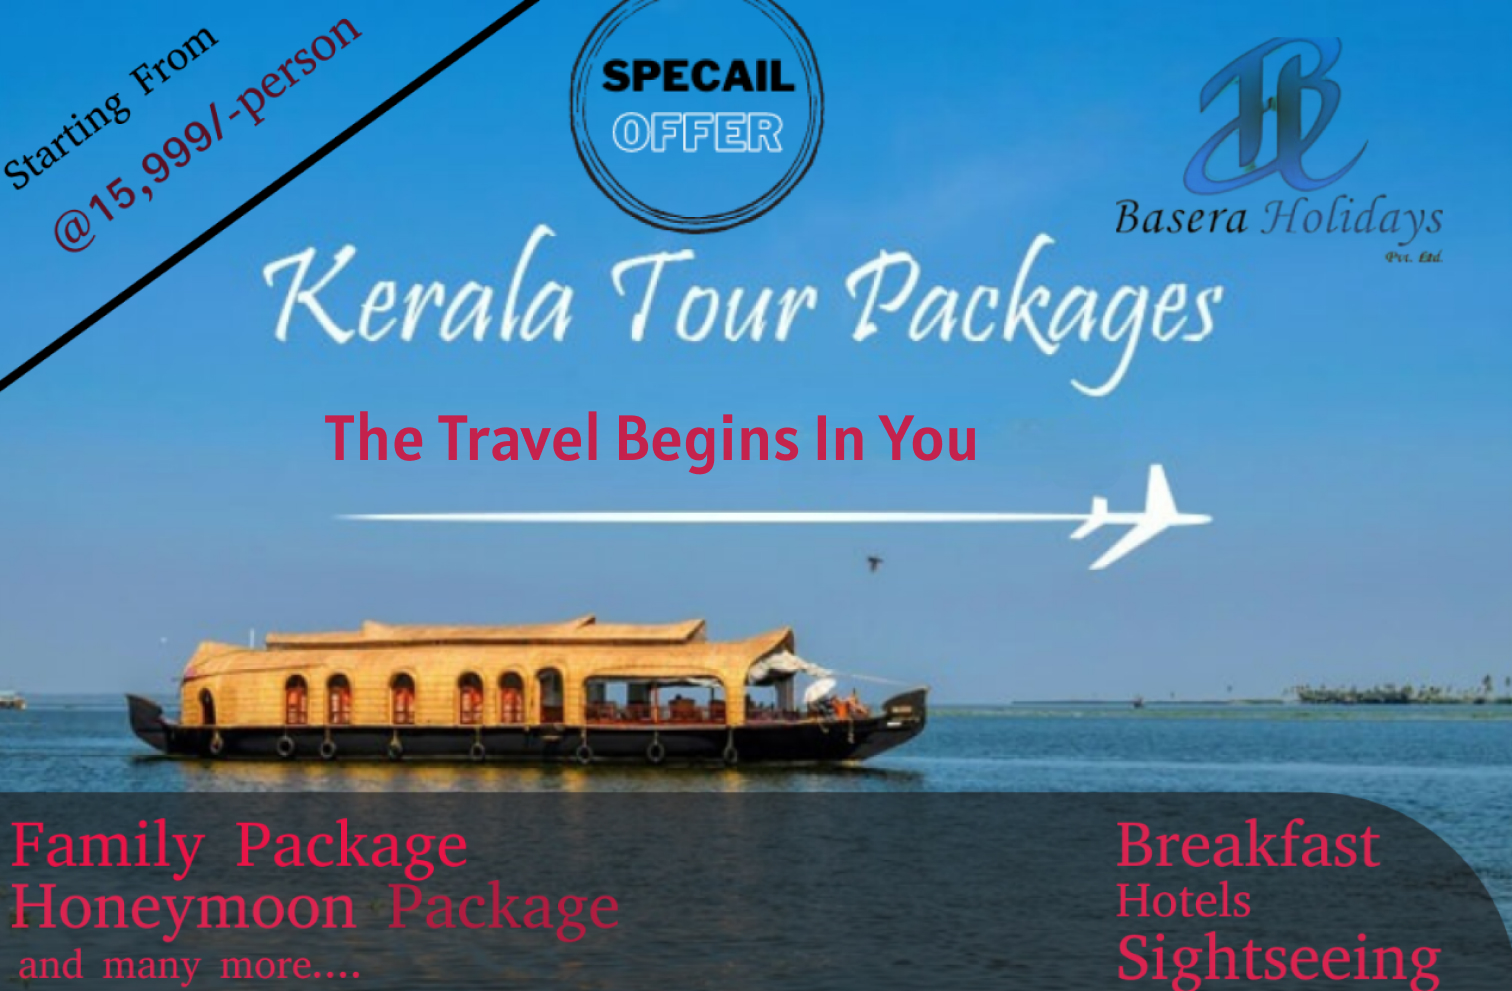 Starting From
@15,999/-person
SPECAIL
OFFER
Basera Holidays
Pvt. Ltd.
Kerala Tour Packages
The Travel Begins In You
Family Package
Honeymoon Package
and many more....
Breakfast
Hotels
Sightseeing